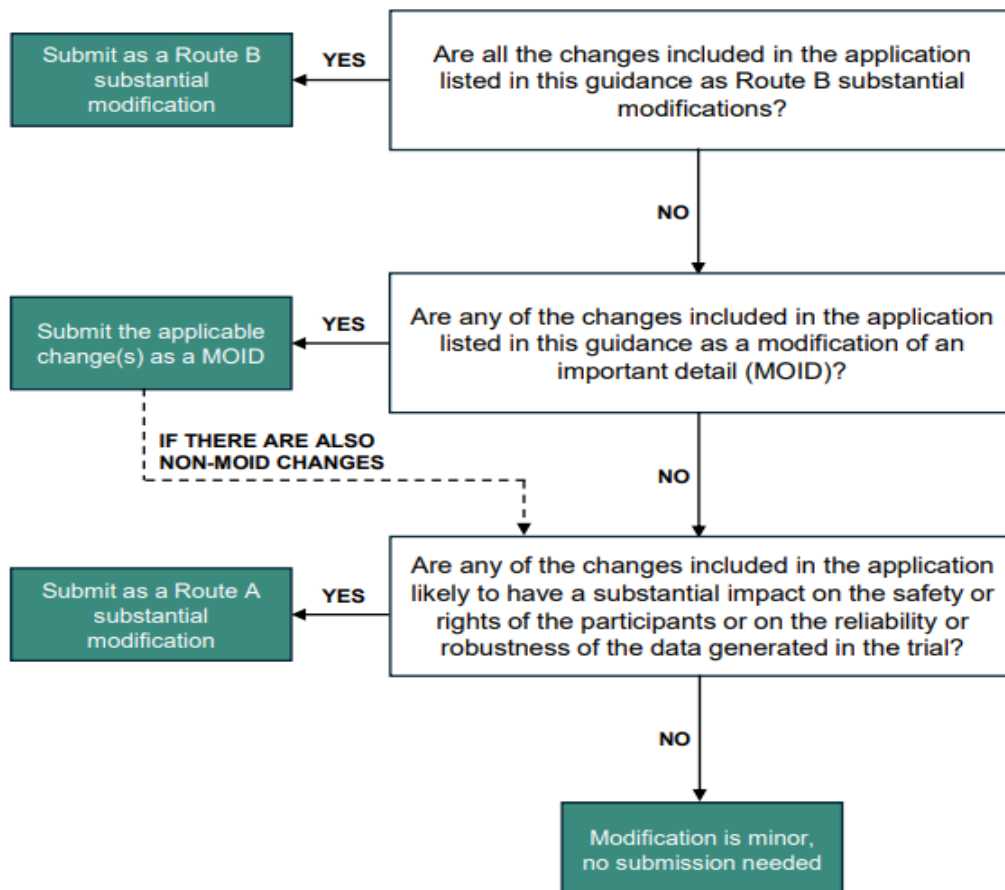 Submit as a Route B
substantial
modification
YES
Are all the changes included in the application
listed in this guidance as Route B substantial
modifications?
NO
Submit the applicable
change(s) as a MOID
YES
Are any of the changes included in the application
listed in this guidance as a modification of an
important detail (MOID)?
IF THERE ARE ALSO
NON-MOID CHANGES
NO
Submit as a Route A
substantial
modification
YES
Are any of the changes included in the application
likely to have a substantial impact on the safety or
rights of the participants or on the reliability or
robustness of the data generated in the trial?
NO
Modification is minor,
no submission needed